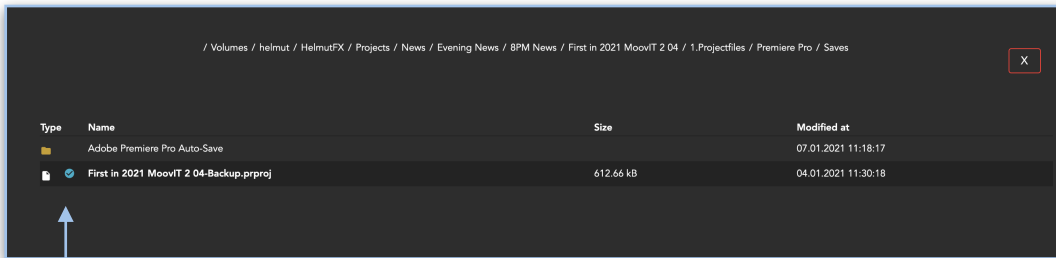 / Volumes / helmut / HelmutFX / Projects / News / Evening News / 8PM News / First in 2021 MoovIT 2 04 / 1.Projectfiles / Premiere Pro / Saves
X
Type Name Size Modified at
Adobe Premiere Pro Auto-Save 07.01.2021 11:18:17
First in 2021 MoovIT 2 04-Backup.prproj 612.66 kB 04.01.2021 11:30:18